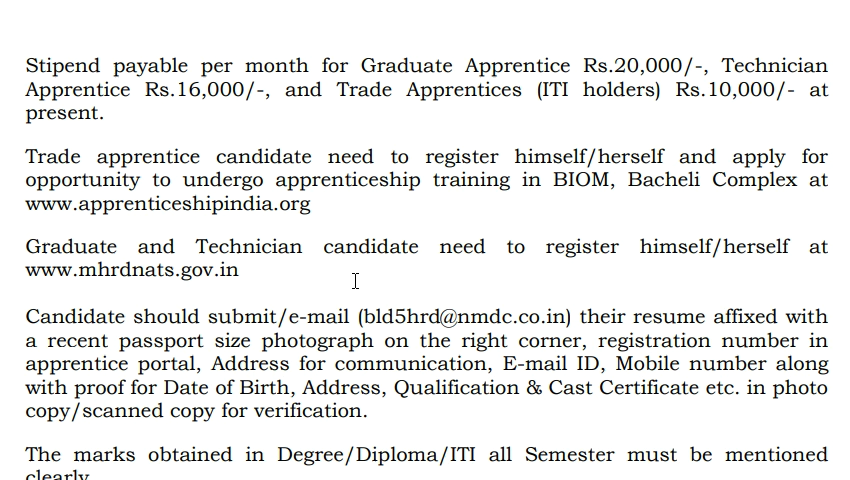 Stipend payable per month for Graduate Apprentice Rs.20,000/-, Technician
Apprentice Rs.16,000/-, and Trade Apprentices (ITI holders) Rs.10,000/- at
present.
Trade apprentice candidate need to register himself/herself and apply for
opportunity to undergo apprenticeship training in BIOM, Bacheli Complex at
www.apprenticeshipindia.org
Graduate and Technician candidate need to register himself/herself at
www.mhrdnats.gov.in
Candidate should submit/e-mail (bld5hrd@nmdc.co.in) their resume affixed with
a recent passport size photograph on the right corner, registration number in
apprentice portal, Address for communication, E-mail ID, Mobile number along
with proof for Date of Birth, Address, Qualification & Cast Certificate etc. in photo
copy/scanned copy for verification.
The marks obtained in Degree/Diploma/ITI all Semester must be mentioned
clearly